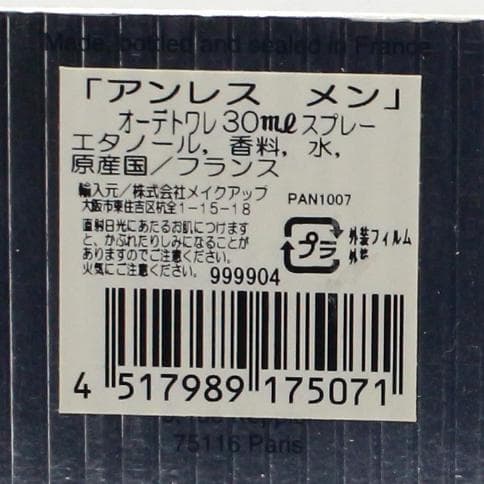 Made, bottled and sealed in France
「アンレス メン」
オーデトワレ30mlスプレー
エタノール, 香料, 水,
原産国/フランス
輸入元/株式会社メイクアップ
大阪市東住吉区杭全1-15-18
PAN1007
直射日光にあたるお肌につけます
と、かぶれたりしみになることが
ありますのでご注意ください。
火気にご注意ください。
999904
プラ
外装フィルム
4 517989 175071
75116 Paris